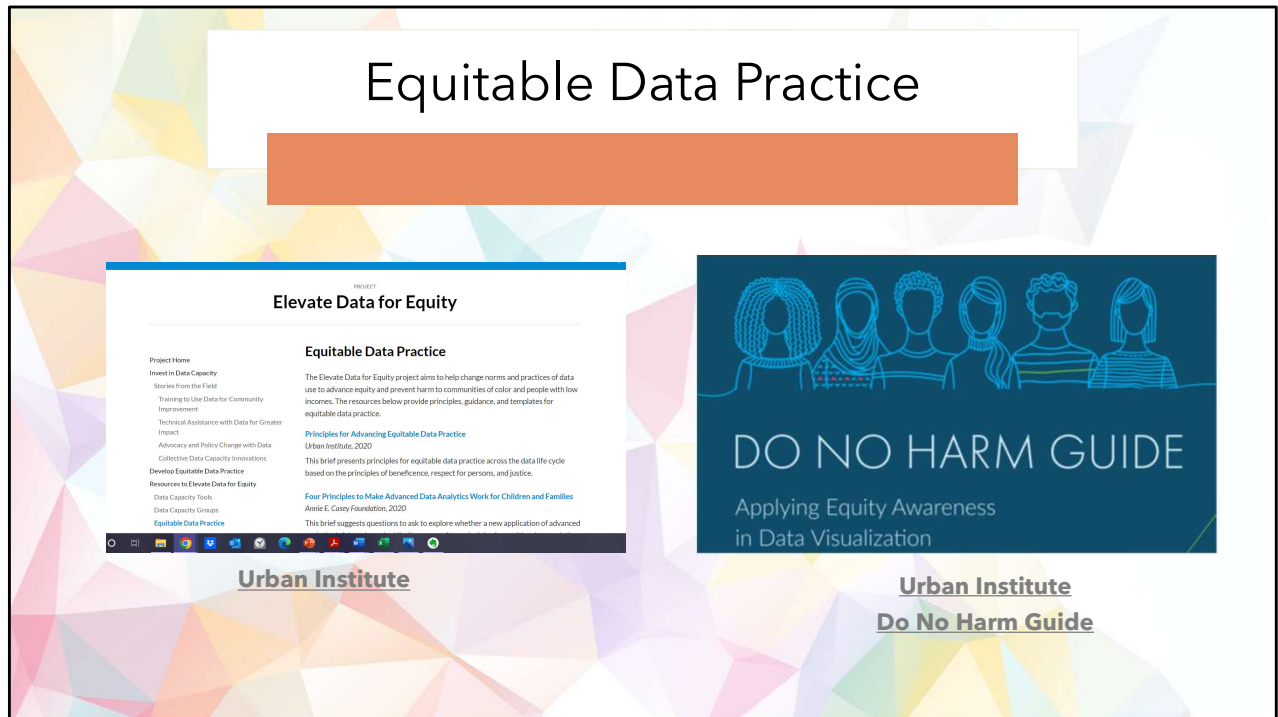 Equitable Data Practice
PROJECT
Elevate Data for Equity
Project Home
Invest in Data Capacity
Stories from the Field
Training to Use Data for Community
Improvement
Technical Assistance with Data for Greater
Impact
Advocacy and Policy Change with Data
Collective Data Capacity Innovations
Develop Equitable Data Practice
Resources to Elevate Data for Equity
Data Capacity Tools
Data Capacity Groups
Equitable Data Practice
Equitable Data Practice
The Elevate Data for Equity project aims to help change norms and practices of data
use to advance equity and prevent harm to communities of color and people with low
incomes. The resources below provide principles, guidance, and templates for
equitable data practice.
Principles for Advancing Equitable Data Practice
Urban Institute, 2020
This brief presents principles for equitable data practice across the data life cycle
based on the principles of beneficence, respect for persons, and justice.
Four Principles to Make Advanced Data Analytics Work for Children and Families
Annie E. Casey Foundation, 2020
This brief suggests questions to ask to explore whether a new application of advanced
Urban Institute
DO NO HARM GUIDE
Applying Equity Awareness
in Data Visualization
Urban Institute
Do No Harm Guide